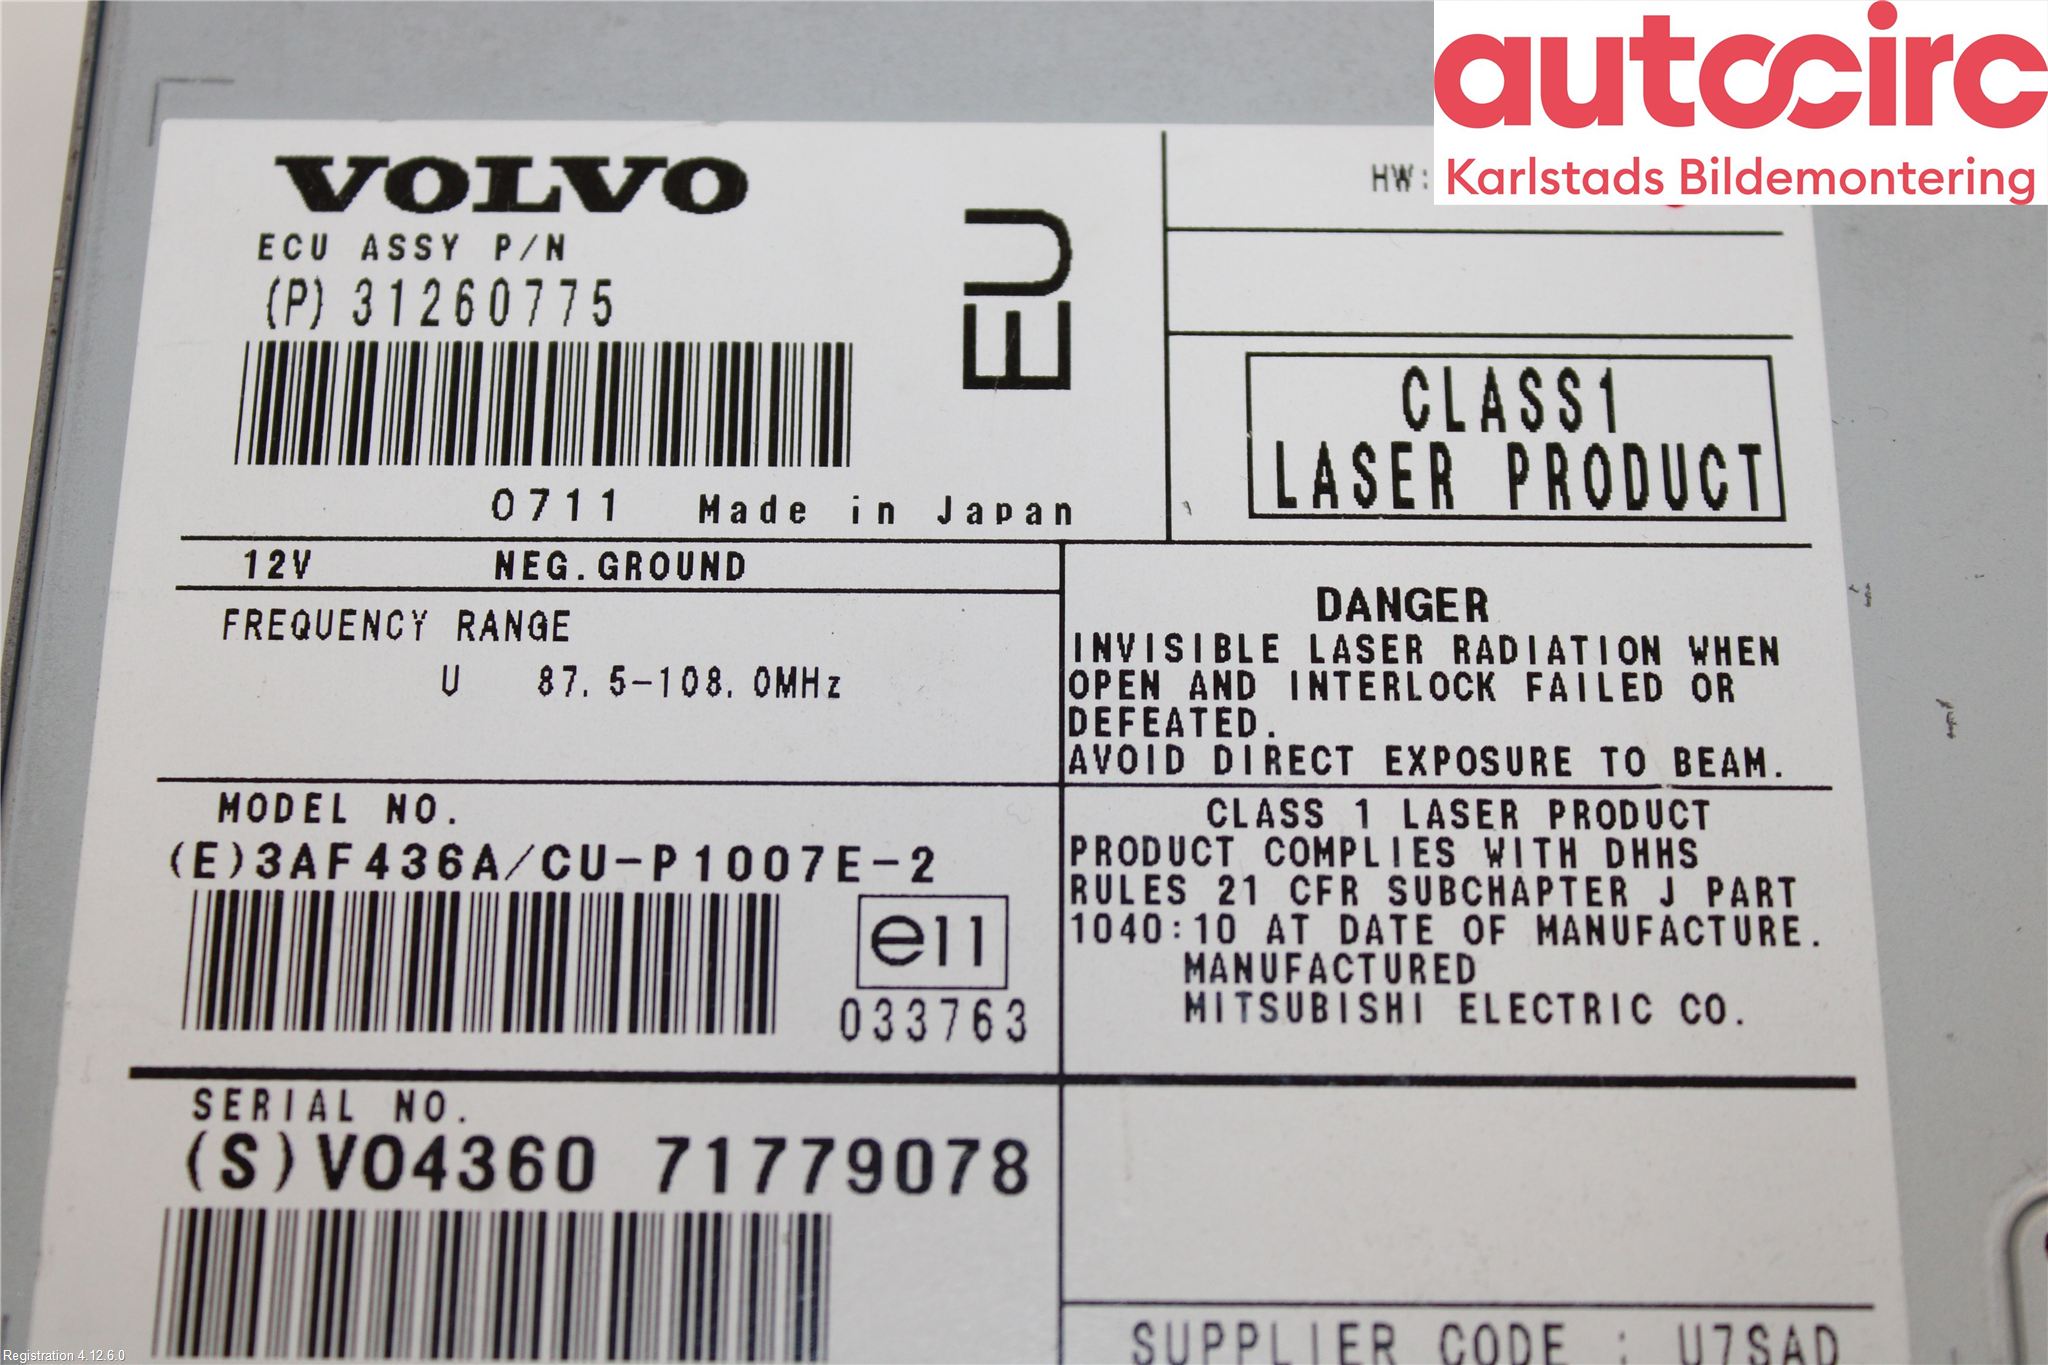 autocirc
Karlstads Bildemontering
VOLVO
ECU ASSY P/N
(P) 31260775
EU
0711 Made in Japan
HW:
CLASS1
LASER PRODUCT
12V NEG.GROUND
FREQUENCY RANGE
U 87.5-108.0MHz
DANGER
INVISIBLE LASER RADIATION WHEN
OPEN AND INTERLOCK FAILED OR
DEFEATED.
AVOID DIRECT EXPOSURE TO BEAM.
MODEL NO.
(E)3AF436A/CU-P1007E-2
e11
033763
CLASS 1 LASER PRODUCT
PRODUCT COMPLIES WITH DHHS
RULES 21 CFR SUBCHAPTER J PART
1040:10 AT DATE OF MANUFACTURE.
MANUFACTURED
MITSUBISHI ELECTRIC CO.
SERIAL NO.
(S)VO4360 71779078
SUPPLIER CODE : U7SAD
Registration 4.12.6.0